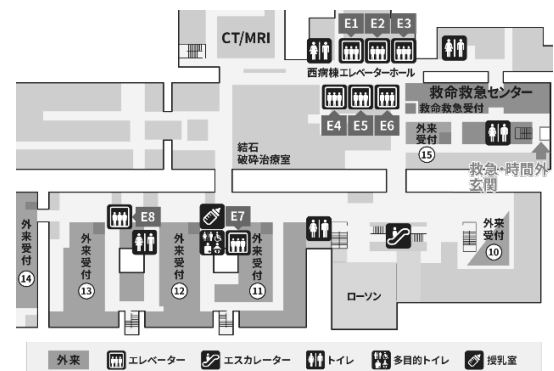 E1 E2 E3
CT/MRI
西病棟エレベーターホール
救命救急センター
救命救急受付
E4 E5 E6
外来
受付
⑮
結石
破砕治療室
救急・時間外
玄関
E8
E7
外来受付
⑭
外来受付
⑬
外来受付
⑫
外来受付
⑪
外来
受付
⑩
ローソン
外来
エレベーター
エスカレーター
トイレ
多目的トイレ
授乳室